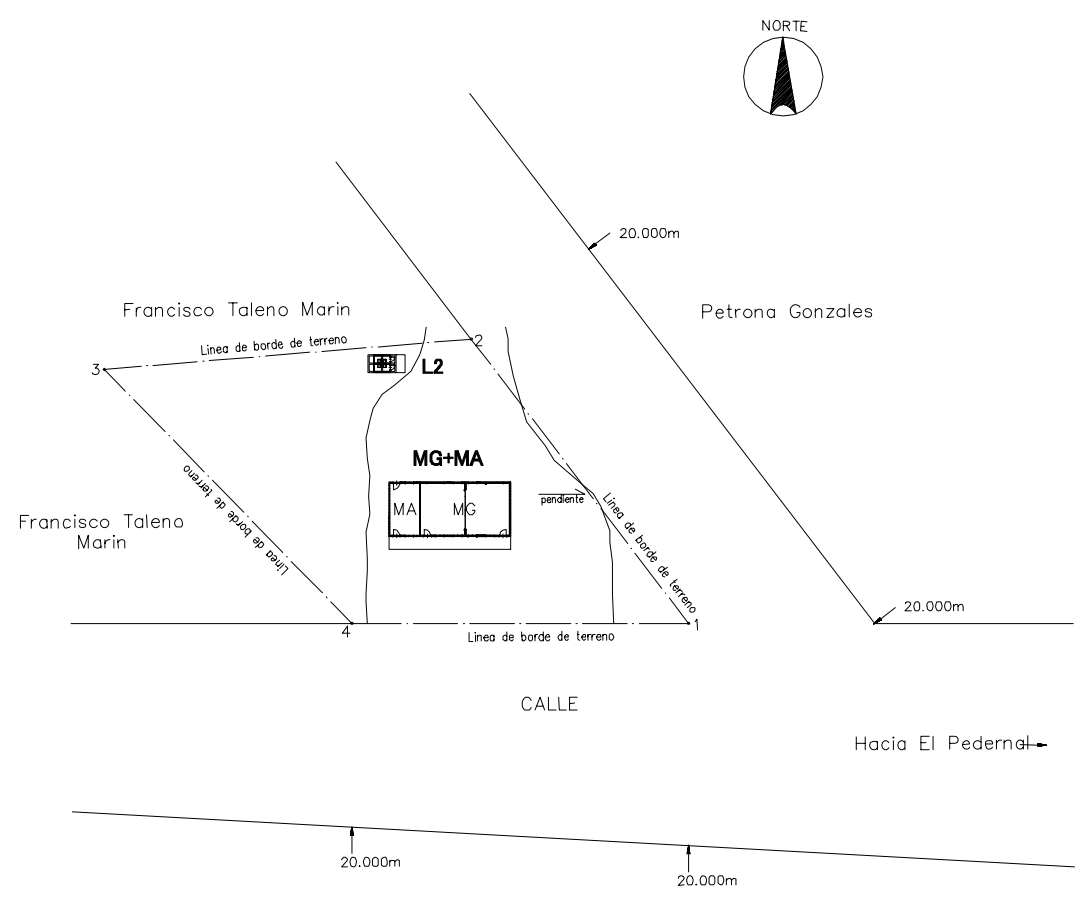 NORTE
20.000m
Francisco Taleno Marin
Petrona Gonzales
Linea de borde de terreno
2
3
L2
MG+MA
Linea de borde de terreno
MA
MG
pendiente
Linea de borde de terreno
Francisco Taleno
Marin
20.000m
4
1
Linea de borde de terreno
CALLE
Hacia El Pedernal
20.000m
20.000m